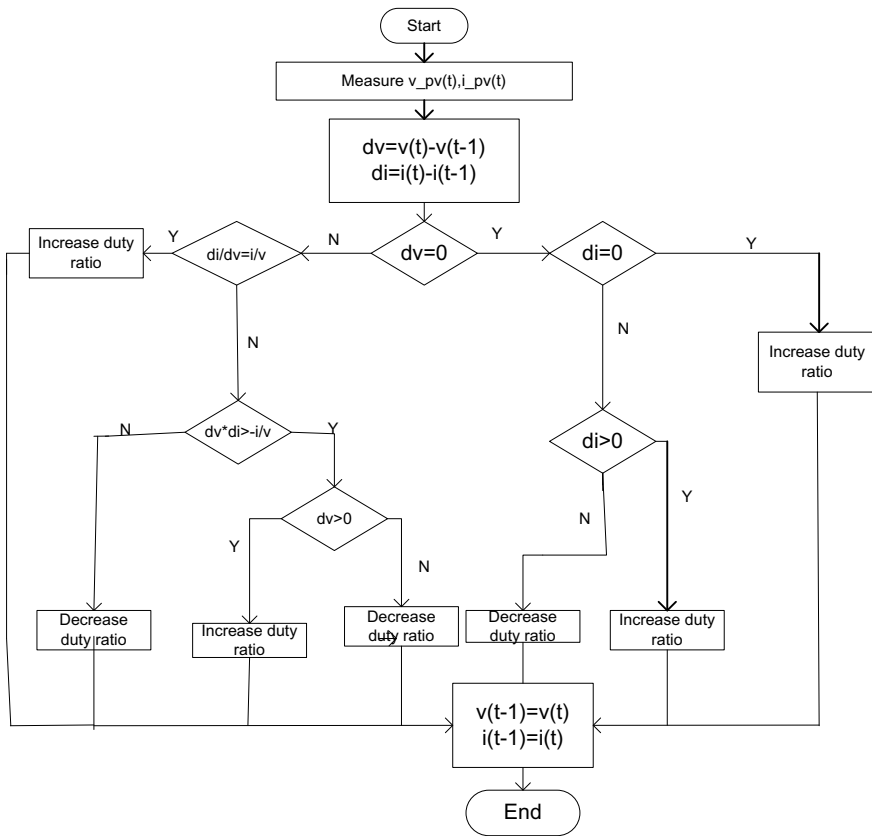 Start
Measure v_pv(t),i_pv(t)
dv=v(t)-v(t-1)
di=i(t)-i(t-1)
Increase duty
ratio
Y
di/dv=i/v
N
dv=0
Y
di=0
Y
N
N
Increase duty
ratio
N
dv*di>-i/v
Y
di>0
Y
dv>0
N
Y
N
Decrease
duty ratio
Increase duty
ratio
Decrease
duty ratio
Decrease
duty ratio
Increase duty
ratio
v(t-1)=v(t)
i(t-1)=i(t)
End